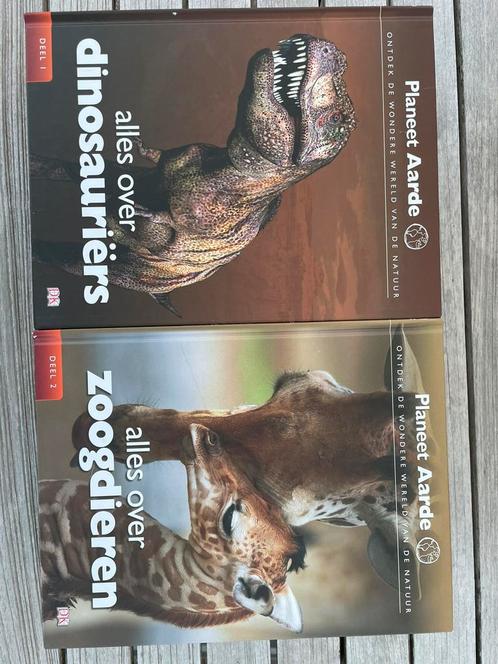 Planeet Aarde
ONTDEK DE WONDERE WERELD VAN DE NATUUR
alles over
dinosauriërs
DEEL 1
DK
Planeet Aarde
ONTDEK DE WONDERE WERELD VAN DE NATUUR
alles over
zoogdieren
DEEL 2
DK